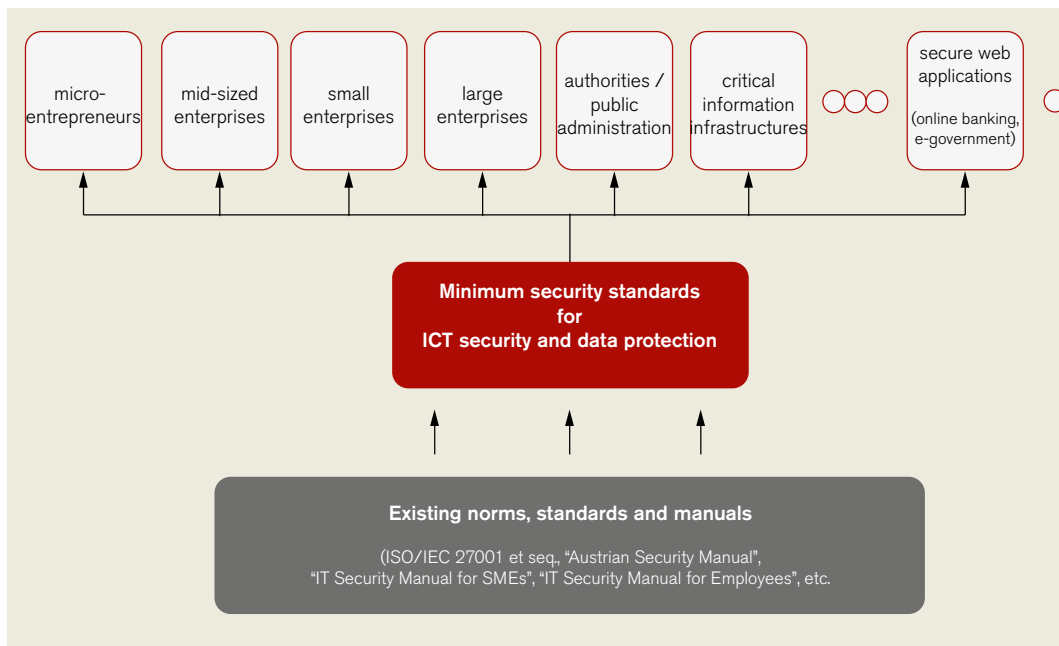 micro-
entrepreneurs
mid-sized
enterprises
small
enterprises
large
enterprises
authorities /
public
administration
critical
information
infrastructures
secure web
applications
(online banking,
e-government)
Minimum security standards
for
ICT security and data protection
Existing norms, standards and manuals
(ISO/IEC 27001 et seq., “Austrian Security Manual”,
“IT Security Manual for SMEs”, “IT Security Manual for Employees”, etc.